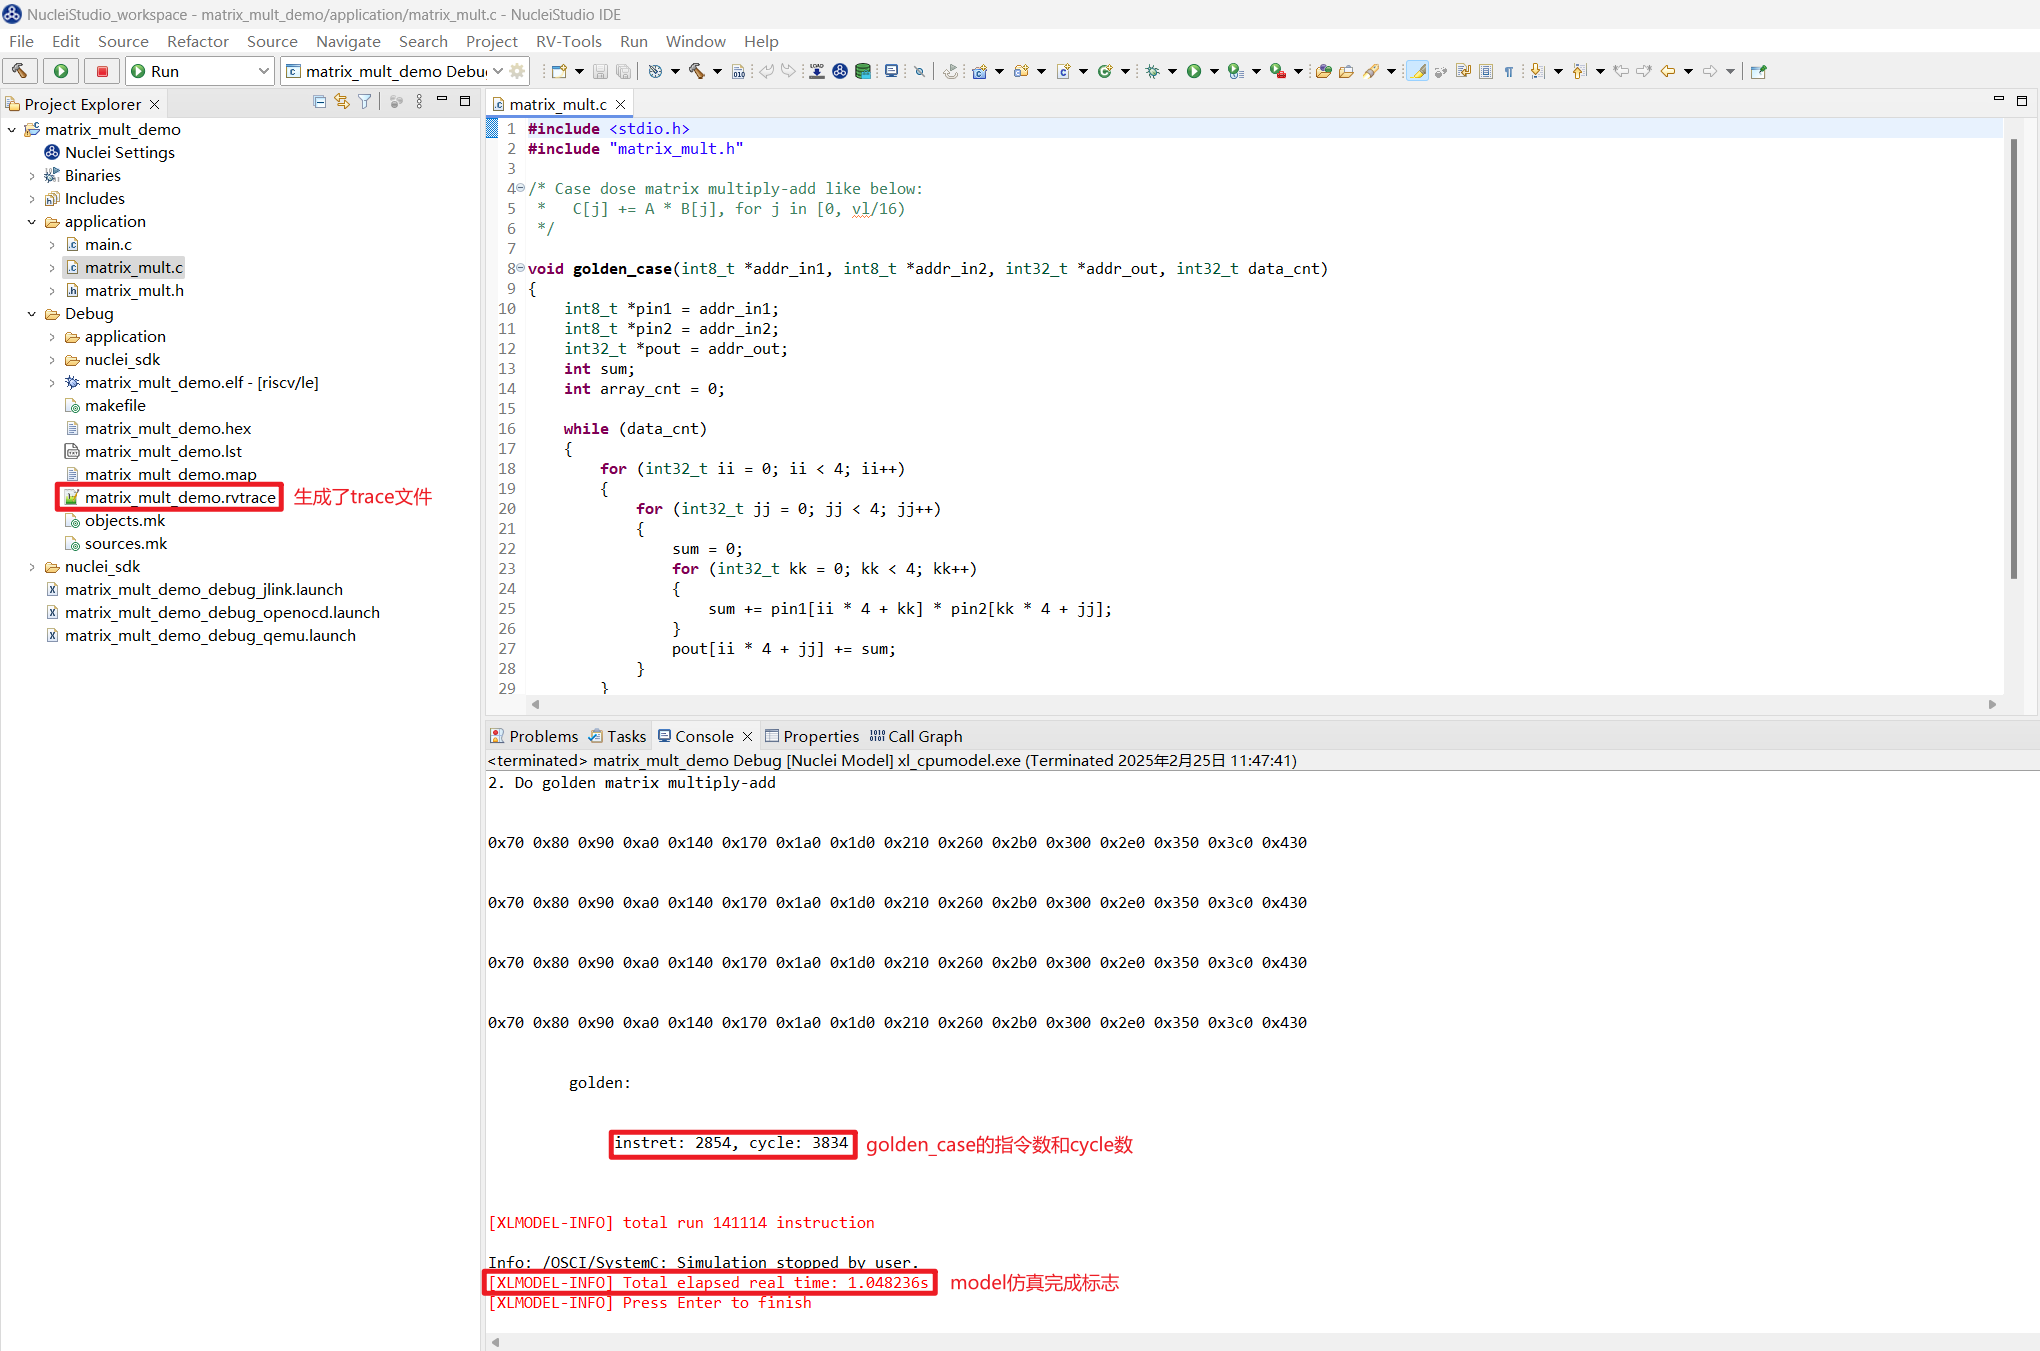 NucleiStudio_workspace - matrix_mult_demo/application/matrix_mult.c - NucleiStudio IDE
File Edit Source Refactor Source Navigate Search Project RV-Tools Run Window Help
Run
matrix_mult_demo Debu
Project Explorer
matrix_mult_demo
Nuclei Settings
Binaries
Includes
application
main.c
matrix_mult.c
matrix_mult.h
Debug
application
nuclei_sdk
matrix_mult_demo.elf - [riscv/le]
makefile
matrix_mult_demo.hex
matrix_mult_demo.lst
matrix_mult_demo.map
matrix_mult_demo.rvtrace 生成了trace文件
objects.mk
sources.mk
nuclei_sdk
matrix_mult_demo_debug_jlink.launch
matrix_mult_demo_debug_openocd.launch
matrix_mult_demo_debug_qemu.launch
matrix_mult.c
1 #include <stdio.h>
2 #include "matrix_mult.h"
3
4 /* Case dose matrix multiply-add like below:
5 *   C[j] += A * B[j], for j in [0, vl/16)
6 */
7
8 void golden_case(int8_t *addr_in1, int8_t *addr_in2, int32_t *addr_out, int32_t data_cnt)
9 {
10     int8_t *pin1 = addr_in1;
11     int8_t *pin2 = addr_in2;
12     int32_t *pout = addr_out;
13     int sum;
14     int array_cnt = 0;
15
16     while (data_cnt)
17     {
18         for (int32_t ii = 0; ii < 4; ii++)
19         {
20             for (int32_t jj = 0; jj < 4; jj++)
21             {
22                 sum = 0;
23                 for (int32_t kk = 0; kk < 4; kk++)
24                 {
25                     sum += pin1[ii * 4 + kk] * pin2[kk * 4 + jj];
26                 }
27                 pout[ii * 4 + jj] += sum;
28             }
29         }
Problems Tasks Console Properties Call Graph
<terminated> matrix_mult_demo Debug [Nuclei Model] xl_cpumodel.exe (Terminated 2025年2月25日 11:47:41)
2. Do golden matrix multiply-add
0x70 0x80 0x90 0xa0 0x140 0x170 0x1a0 0x1d0 0x210 0x260 0x2b0 0x300 0x2e0 0x350 0x3c0 0x430
0x70 0x80 0x90 0xa0 0x140 0x170 0x1a0 0x1d0 0x210 0x260 0x2b0 0x300 0x2e0 0x350 0x3c0 0x430
0x70 0x80 0x90 0xa0 0x140 0x170 0x1a0 0x1d0 0x210 0x260 0x2b0 0x300 0x2e0 0x350 0x3c0 0x430
0x70 0x80 0x90 0xa0 0x140 0x170 0x1a0 0x1d0 0x210 0x260 0x2b0 0x300 0x2e0 0x350 0x3c0 0x430
golden:
instret: 2854, cycle: 3834 golden_case的指令数和cycle数
[XLMODEL-INFO] total run 141114 instruction
Info: /OSCI/SystemC: Simulation stopped by user.
[XLMODEL-INFO] Total elapsed real time: 1.048236s model仿真完成标志
[XLMODEL-INFO] Press Enter to finish